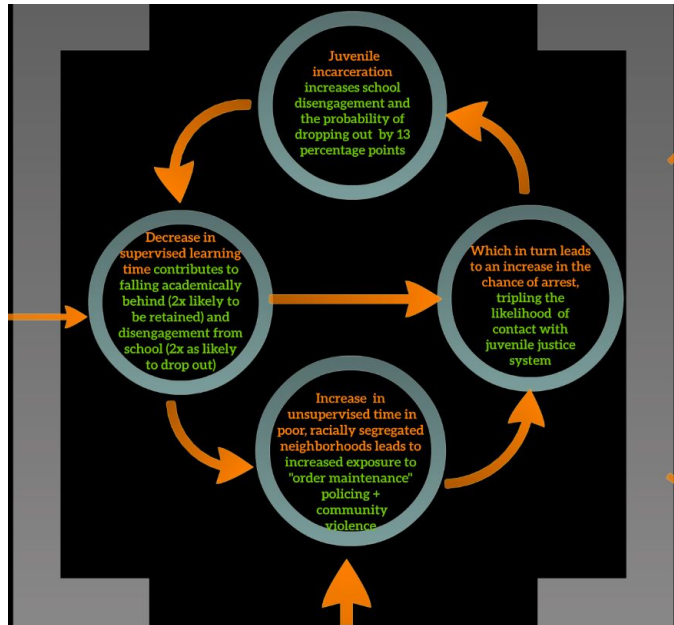 Juvenile
incarceration
increases school
disengagement and
the probability of
dropping out by 13
percentage points
Decrease in
supervised learning
time contributes to
falling academically
behind (2x likely to
be retained) and
disengagement from
school (2x as likely
to drop out)
Which in turn leads
to an increase in the
chance of arrest,
tripling the
likelihood of
contact with
juvenile justice
system
Increase in
unsupervised time in
poor, racially segregated
neighborhoods leads to
increased exposure to
"order maintenance"
policing +
community
violence